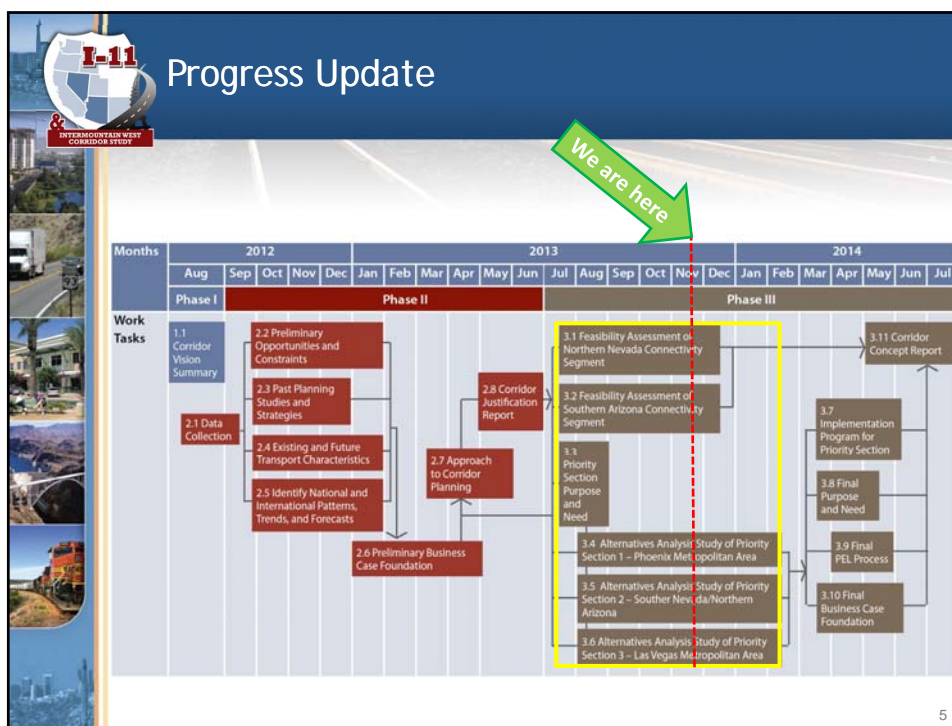 I-11
&
INTERMOUNTAIN WEST
CORRIDOR STUDY
Progress Update
We are here
Months
2012
2013
2014
Aug Sep Oct Nov Dec Jan Feb Mar Apr May Jun Jul Aug Sep Oct Nov Dec Jan Feb Mar Apr May Jun Jul
Phase I
Phase II
Phase III
Work
Tasks
1.1
Corridor
Vision
Summary
2.1 Data
Collection
2.2 Preliminary
Opportunities and
Constraints
2.3 Past Planning
Studies and
Strategies
2.4 Existing and Future
Transport Characteristics
2.5 Identify National and
International Patterns,
Trends, and Forecasts
2.6 Preliminary Business
Case Foundation
2.7 Approach
to Corridor
Planning
2.8 Corridor
Justification
Report
3.1 Feasibility Assessment of
Northern Nevada Connectivity
Segment
3.2 Feasibility Assessment of
Southern Arizona Connectivity
Segment
3.3
Priority
Section
Purpose
and
Need
3.4 Alternatives Analysis Study of Priority
Section 1 – Phoenix Metropolitan Area
3.5 Alternatives Analysis Study of Priority
Section 2 – Souther Nevada/Northern
Arizona
3.6 Alternatives Analysis Study of Priority
Section 3 – Las Vegas Metropolitan Area
3.7
Implementation
Program for
Priority Section
3.8 Final
Purpose
and Need
3.9 Final
PEL Process
3.10 Final
Business Case
Foundation
3.11 Corridor
Concept Report
93
5